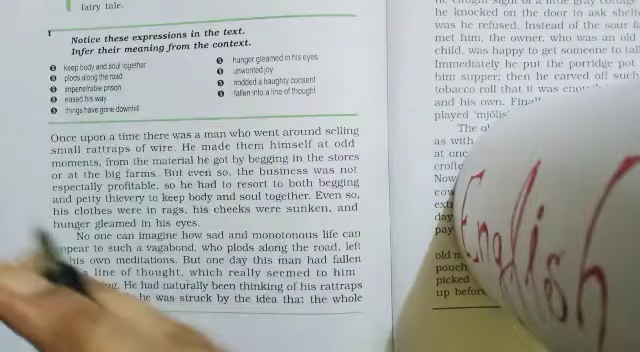 fairy tale.
Notice these expressions in the text.
Infer their meaning from the context.
keep body and soul together
plods along the road
impenetrable prison
eased his way
things have gone downhill
hunger gleamed in his eyes
unwonted joy
nodded a haughty consent
fallen into a line of thought
Once upon a time there was a man who went around selling
small rattraps of wire. He made them himself at odd
moments, from the material he got by begging in the stores
or at the big farms. But even so, the business was not
especially profitable, so he had to resort to both begging
and petty thievery to keep body and soul together. Even so,
his clothes were in rags, his cheeks were sunken, and
hunger gleamed in his eyes.
No one can imagine how sad and monotonous life can
appear to such a vagabond, who plods along the road, left
his own meditations. But one day this man had fallen
a line of thought, which really seemed to him
He had naturally been thinking of his rattraps
he was struck by the idea that the whole
he knocked on the door to ask
was he refused. Instead of the sour
met him, the owner, who was an old
child, was happy to get someone to
Immediately he put the porridge pot
him supper; then he carved off such
tobacco roll that it was
and his own.
played
The
as with
at
Now
day
pay
old
pouch
picked
up
English